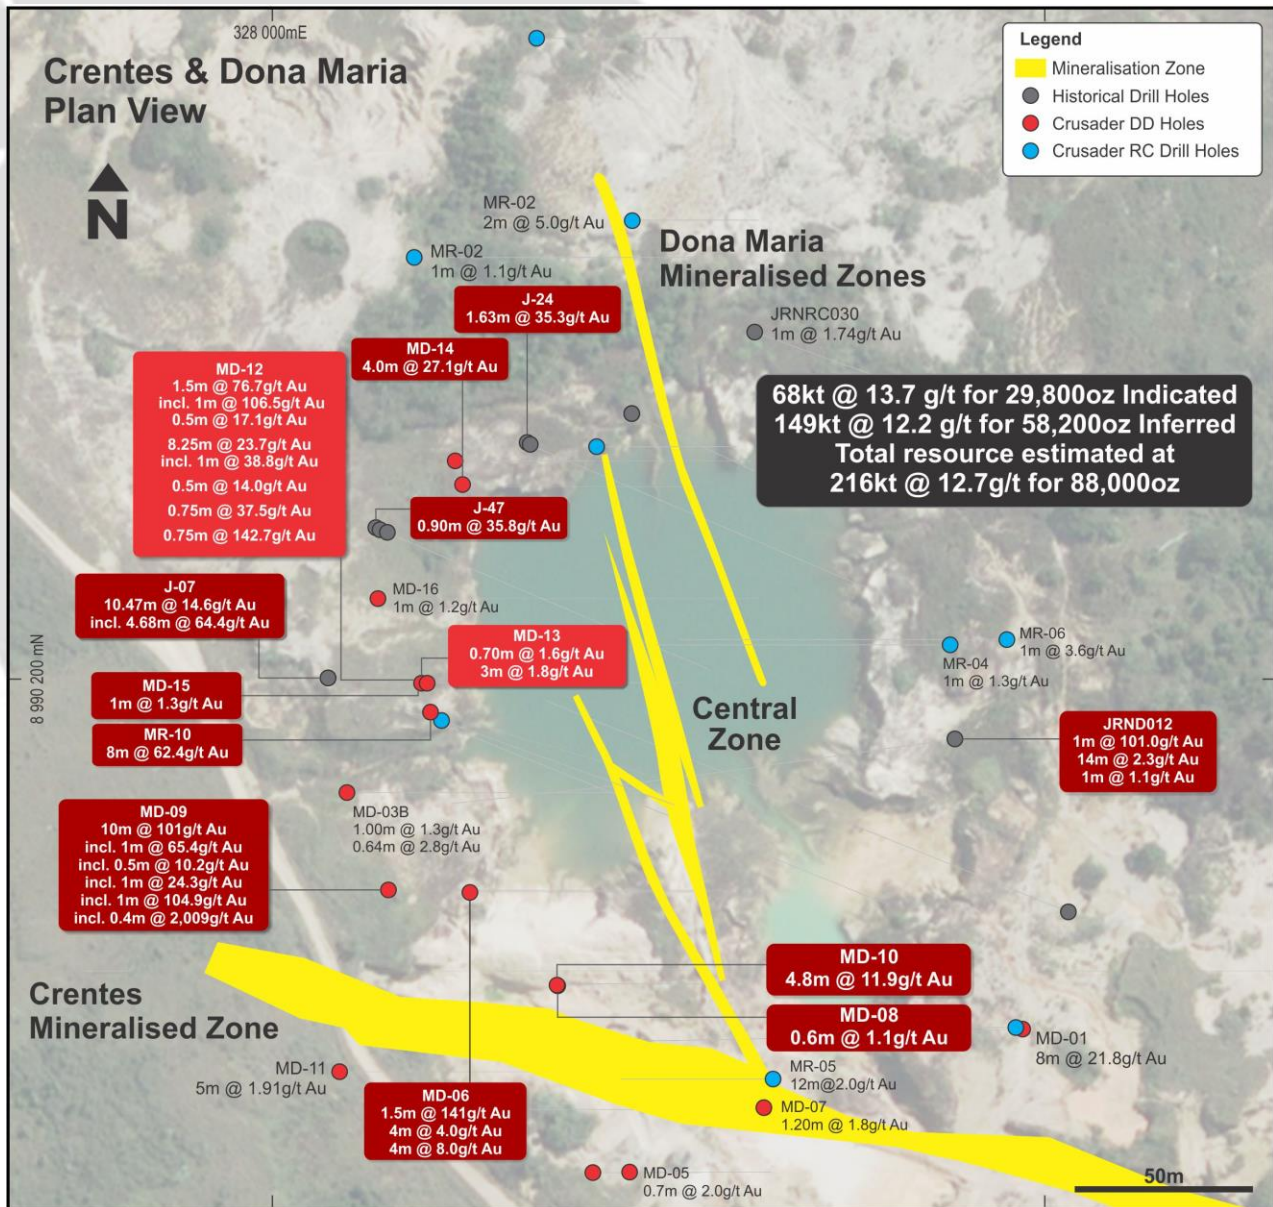 328 000mE
Crentes & Dona Maria
Plan View
N
Legend
Mineralisation Zone
Historical Drill Holes
Crusader DD Holes
Crusader RC Drill Holes
MR-02
2m @ 5.0g/t Au
MR-02
1m @ 1.1g/t Au
Dona Maria
Mineralised Zones
J-24
1.63m @ 35.3g/t Au
JRNRC030
1m @ 1.74g/t Au
MD-14
4.0m @ 27.1g/t Au
MD-12
1.5m @ 76.7g/t Au
incl. 1m @ 106.5g/t Au
0.5m @ 17.1g/t Au
8.25m @ 23.7g/t Au
incl. 1m @ 38.8g/t Au
0.5m @ 14.0g/t Au
0.75m @ 37.5g/t Au
0.75m @ 142.7g/t Au
68kt @ 13.7 g/t for 29,800oz Indicated
149kt @ 12.2 g/t for 58,200oz Inferred
Total resource estimated at
216kt @ 12.7g/t for 88,000oz
J-47
0.90m @ 35.8g/t Au
J-07
10.47m @ 14.6g/t Au
incl. 4.68m @ 64.4g/t Au
MD-16
1m @ 1.2g/t Au
MD-13
0.70m @ 1.6g/t Au
3m @ 1.8g/t Au
MR-06
1m @ 3.6g/t Au
MR-04
1m @ 1.3g/t Au
8 990 200 mN
MD-15
1m @ 1.3g/t Au
MR-10
8m @ 62.4g/t Au
Central
Zone
JRND012
1m @ 101.0g/t Au
14m @ 2.3g/t Au
1m @ 1.1g/t Au
MD-03B
1.00m @ 1.3g/t Au
0.64m @ 2.8g/t Au
MD-09
10m @ 101g/t Au
incl. 1m @ 65.4g/t Au
incl. 0.5m @ 10.2g/t Au
incl. 1m @ 24.3g/t Au
incl. 1m @ 104.9g/t Au
incl. 0.4m @ 2,009g/t Au
MD-10
4.8m @ 11.9g/t Au
MD-08
0.6m @ 1.1g/t Au
Crentes
Mineralised Zone
MD-01
8m @ 21.8g/t Au
MD-11
5m @ 1.91g/t Au
MR-05
12m@2.0g/t Au
MD-06
1.5m @ 141g/t Au
4m @ 4.0g/t Au
4m @ 8.0g/t Au
MD-07
1.20m @ 1.8g/t Au
MD-05
0.7m @ 2.0g/t Au
50m